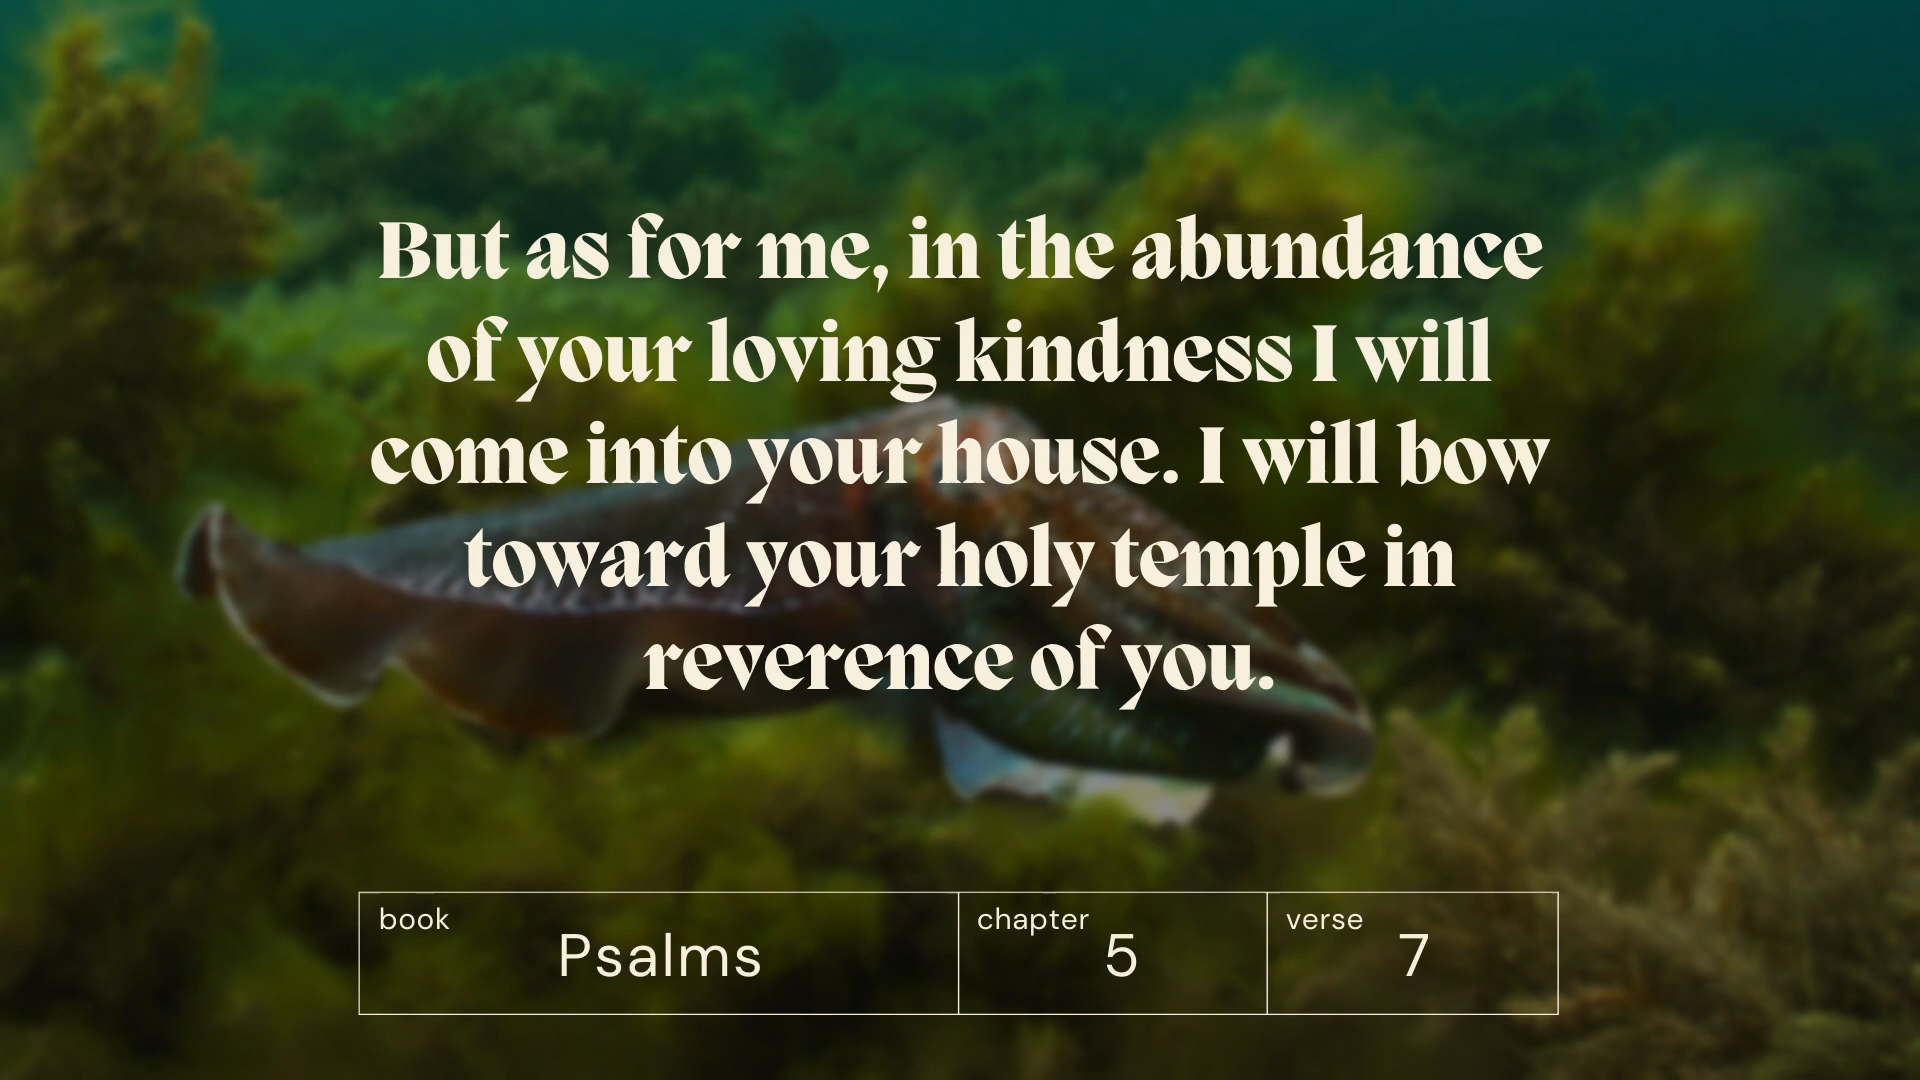 But as for me, in the abundance
of your loving kindness I will
come into your house. I will bow
toward your holy temple in
reverence of you.
book
Psalms
chapter
5
verse
7